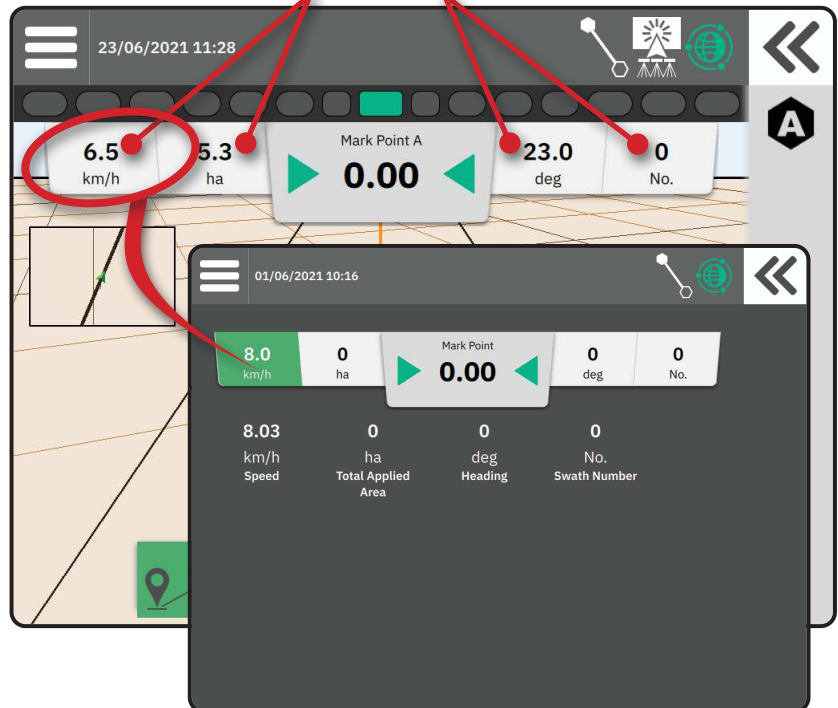 23/06/2021 11:28
6.5
km/h
5.3
ha
Mark Point A
0.00
23.0
deg
0
No.
A
01/06/2021 10:16
8.0
km/h
0
ha
Mark Point
0.00
0
deg
0
No.
8.03
km/h
Speed
0
ha
Total Applied
Area
0
deg
Heading
0
No.
Swath Number